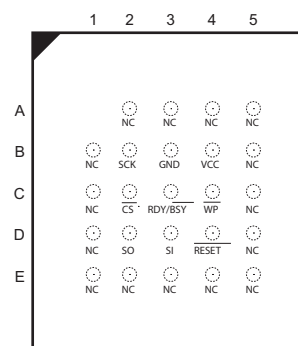 1 2 3 4 5
A
NC NC NC NC
B
NC SCK GND VCC NC
C
NC CS RDY/BSY WP NC
D
NC SO SI RESET NC
E
NC NC NC NC NC